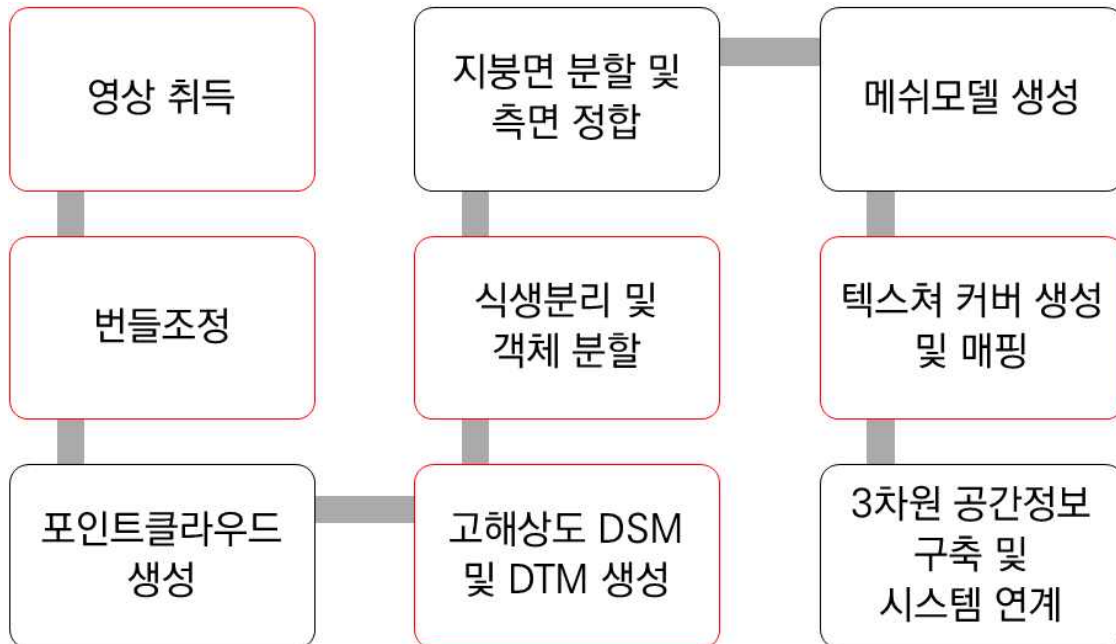 영상 취득
번들조정
포인트클라우드
생성
고해상도 DSM
및 DTM 생성
식생분리 및
객체 분할
지붕면 분할 및
측면 정합
메쉬모델 생성
텍스쳐 커버 생성
및 매핑
3차원 공간정보
구축 및
시스템 연계